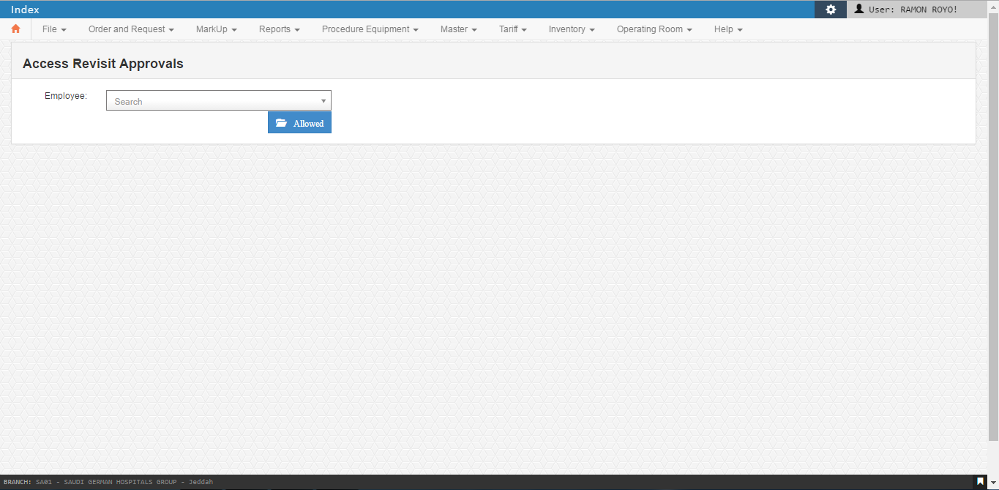 Index
User: RAMON ROYO!
File Order and Request MarkUp Reports Procedure Equipment Master Tariff Inventory Operating Room Help
Access Revisit Approvals
Employee: Search
Allowed
BRANCH: SA01 - SAUDI GERMAN HOSPITALS GROUP - Jeddah